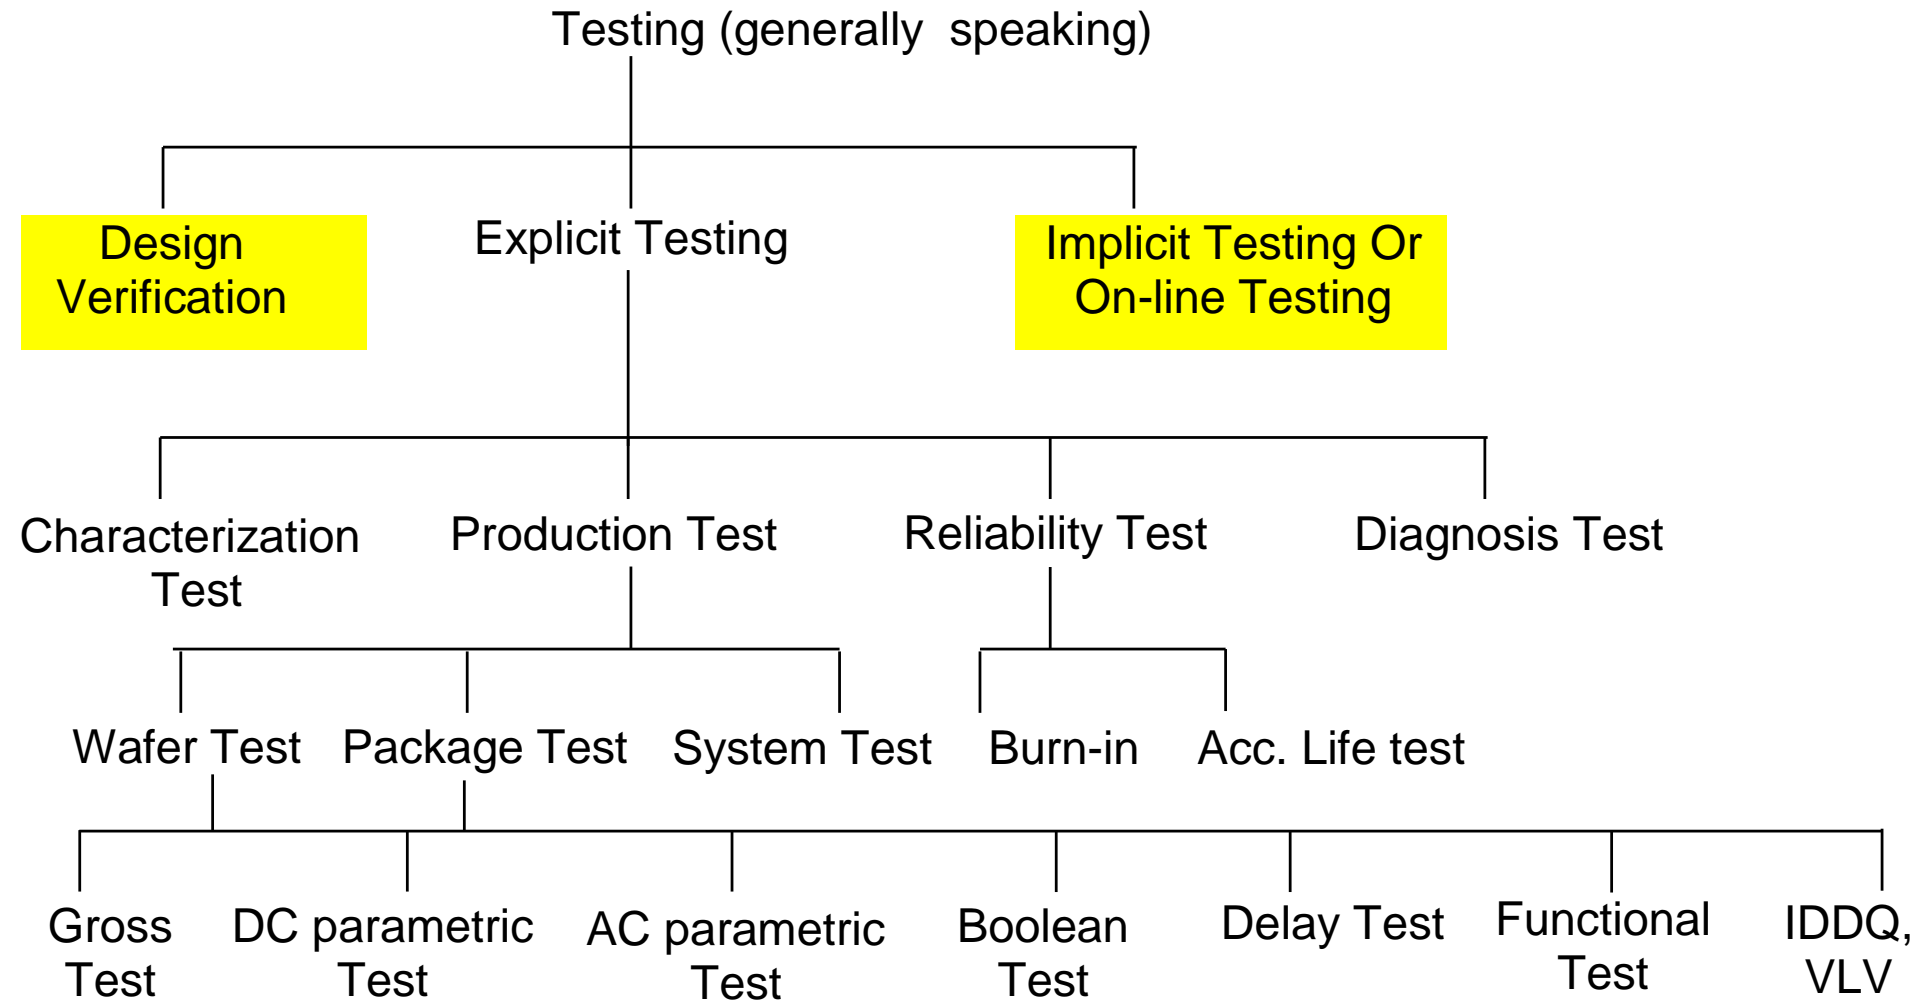 Testing (generally speaking)
Design
Verification
Explicit Testing
Implicit Testing Or
On-line Testing
Characterization
Test
Production Test
Reliability Test
Diagnosis Test
Wafer Test
Package Test
System Test
Burn-in
Acc. Life test
Gross
Test
DC parametric
Test
AC parametric
Test
Boolean
Test
Delay Test
Functional
Test
IDDQ,
VLV